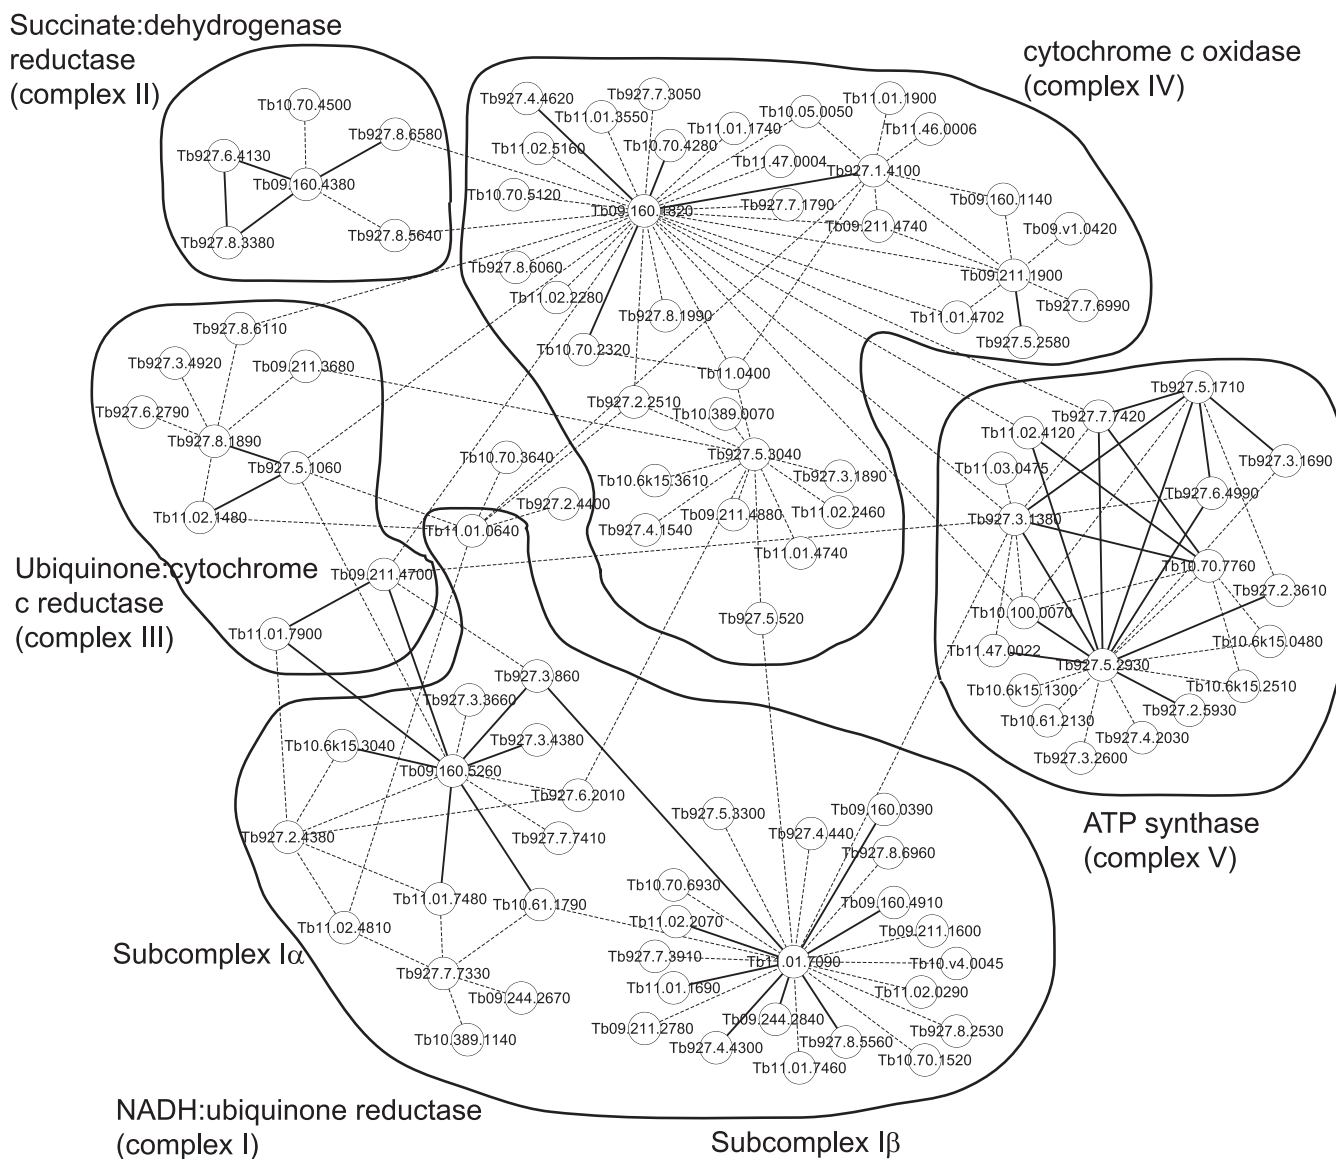 Succinate:dehydrogenase
reductase
(complex II)
cytochrome c oxidase
(complex IV)
Tb10.70.4500
Tb927.8.6580
Tb927.6.4130
Tb09.160.4380
Tb927.8.3380
Tb927.8.5640
Tb927.4.4620
Tb927.7.3050
Tb11.01.3550
Tb11.01.1740
Tb10.05.0050
Tb11.01.1900
Tb11.46.0006
Tb11.02.5160
Tb10.70.4280
Tb11.47.0004
Tb927.1.4100
Tb10.70.5120
Tb09.160.1820
Tb927.7.1790
Tb09.211.4740
Tb09.160.1140
Tb09.v1.0420
Tb927.8.6060
Tb11.02.2280
Tb927.8.1990
Tb09.211.1900
Tb927.7.6990
Tb11.01.4702
Tb927.5.2580
Tb10.70.2320
Tb11.0400
Tb927.2.2510
Tb10.389.0070
Tb927.5.3040
Tb10.6k15.3610
Tb927.3.1890
Tb09.211.4880
Tb11.02.2460
Tb927.4.1540
Tb11.01.4740
Tb927.5.520
Tb927.8.6110
Tb927.3.4920
Tb09.211.3680
Tb927.6.2790
Tb927.8.1890
Tb927.5.1060
Tb11.02.1480
Tb10.70.3640
Tb927.2.4400
Tb11.01.0640
Tb09.211.4700
Tb11.01.7900
Ubiquinone:cytochrome
c reductase
(complex III)
Tb927.5.1710
Tb927.7.7420
Tb11.02.4120
Tb927.3.1690
Tb11.03.0475
Tb927.6.4990
Tb927.3.1380
Tb10.70.7760
Tb927.2.3610
Tb10.100.0070
Tb10.6k15.0480
Tb11.47.0022
Tb927.5.2930
Tb10.6k15.1300
Tb10.6k15.2510
Tb927.2.5930
Tb10.61.2130
Tb927.4.2030
Tb927.3.2600
ATP synthase
(complex V)
Tb927.3.860
Tb927.3.3660
Tb10.6k15.3040
Tb927.3.4380
Tb09.160.5260
Tb927.6.2010
Tb927.2.4380
Tb927.7.7410
Tb11.01.7480
Tb10.61.1790
Tb11.02.4810
Tb927.7.7330
Tb09.244.2670
Tb10.389.1140
Subcomplex Iα
Tb927.5.3300
Tb09.160.0390
Tb927.4.440
Tb927.8.6960
Tb10.70.6930
Tb09.160.4910
Tb11.02.2070
Tb09.211.1600
Tb927.7.3910
Tb11.01.7090
Tb10.v4.0045
Tb11.01.1690
Tb11.02.0290
Tb09.211.2780
Tb09.244.2840
Tb927.8.2530
Tb927.4.4300
Tb927.8.5560
Tb10.70.1520
Tb11.01.7460
NADH:ubiquinone reductase
(complex I)
Subcomplex Iβ